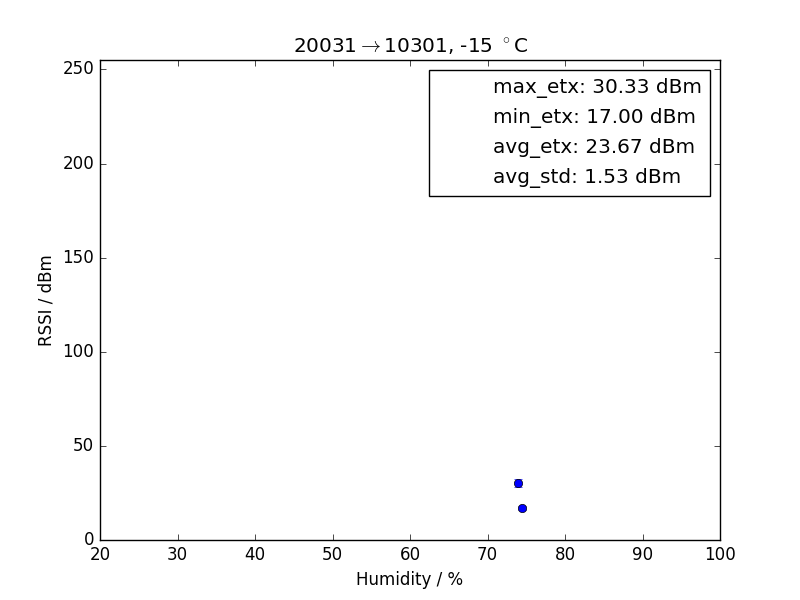 20031→10301, -15 °C
max_etx: 30.33 dBm
min_etx: 17.00 dBm
avg_etx: 23.67 dBm
avg_std: 1.53 dBm
RSSI / dBm
250
200
150
100
50
0
20 30 40 50 60 70 80 90 100
Humidity / %